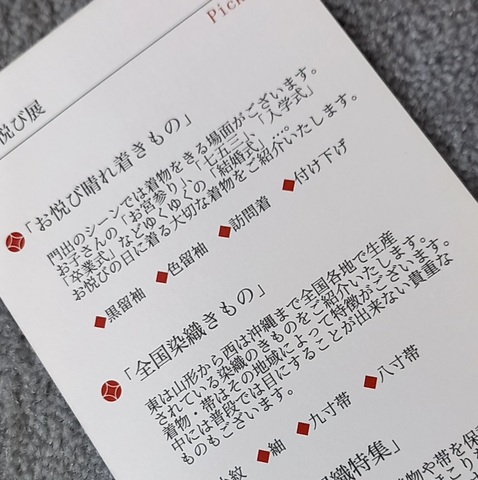 Pick
悦び展
「お悦び晴れ着きもの」
門出のシーンでは着物をきる場面がございます。
お子さんの「お宮参り」、「七五三」、「入学式」
「卒業式」などゆくゆくの「結婚式」…。
お悦びの日に着る大切な着物をご紹介いたします。
◆黒留袖 ◆色留袖 ◆訪問着 ◆付け下げ
「全国染織きもの」
東は山形から西は沖縄まで全国各地で生産
されている染織のきものをご紹介いたします。
着物・帯はその地域によって特徴がございます。
中には普段では目にすることが出来ない貴重な
ものもございます。
小紋 ◆紬 ◆九寸帯 ◆八寸帯
織特集」
着物や帯を保